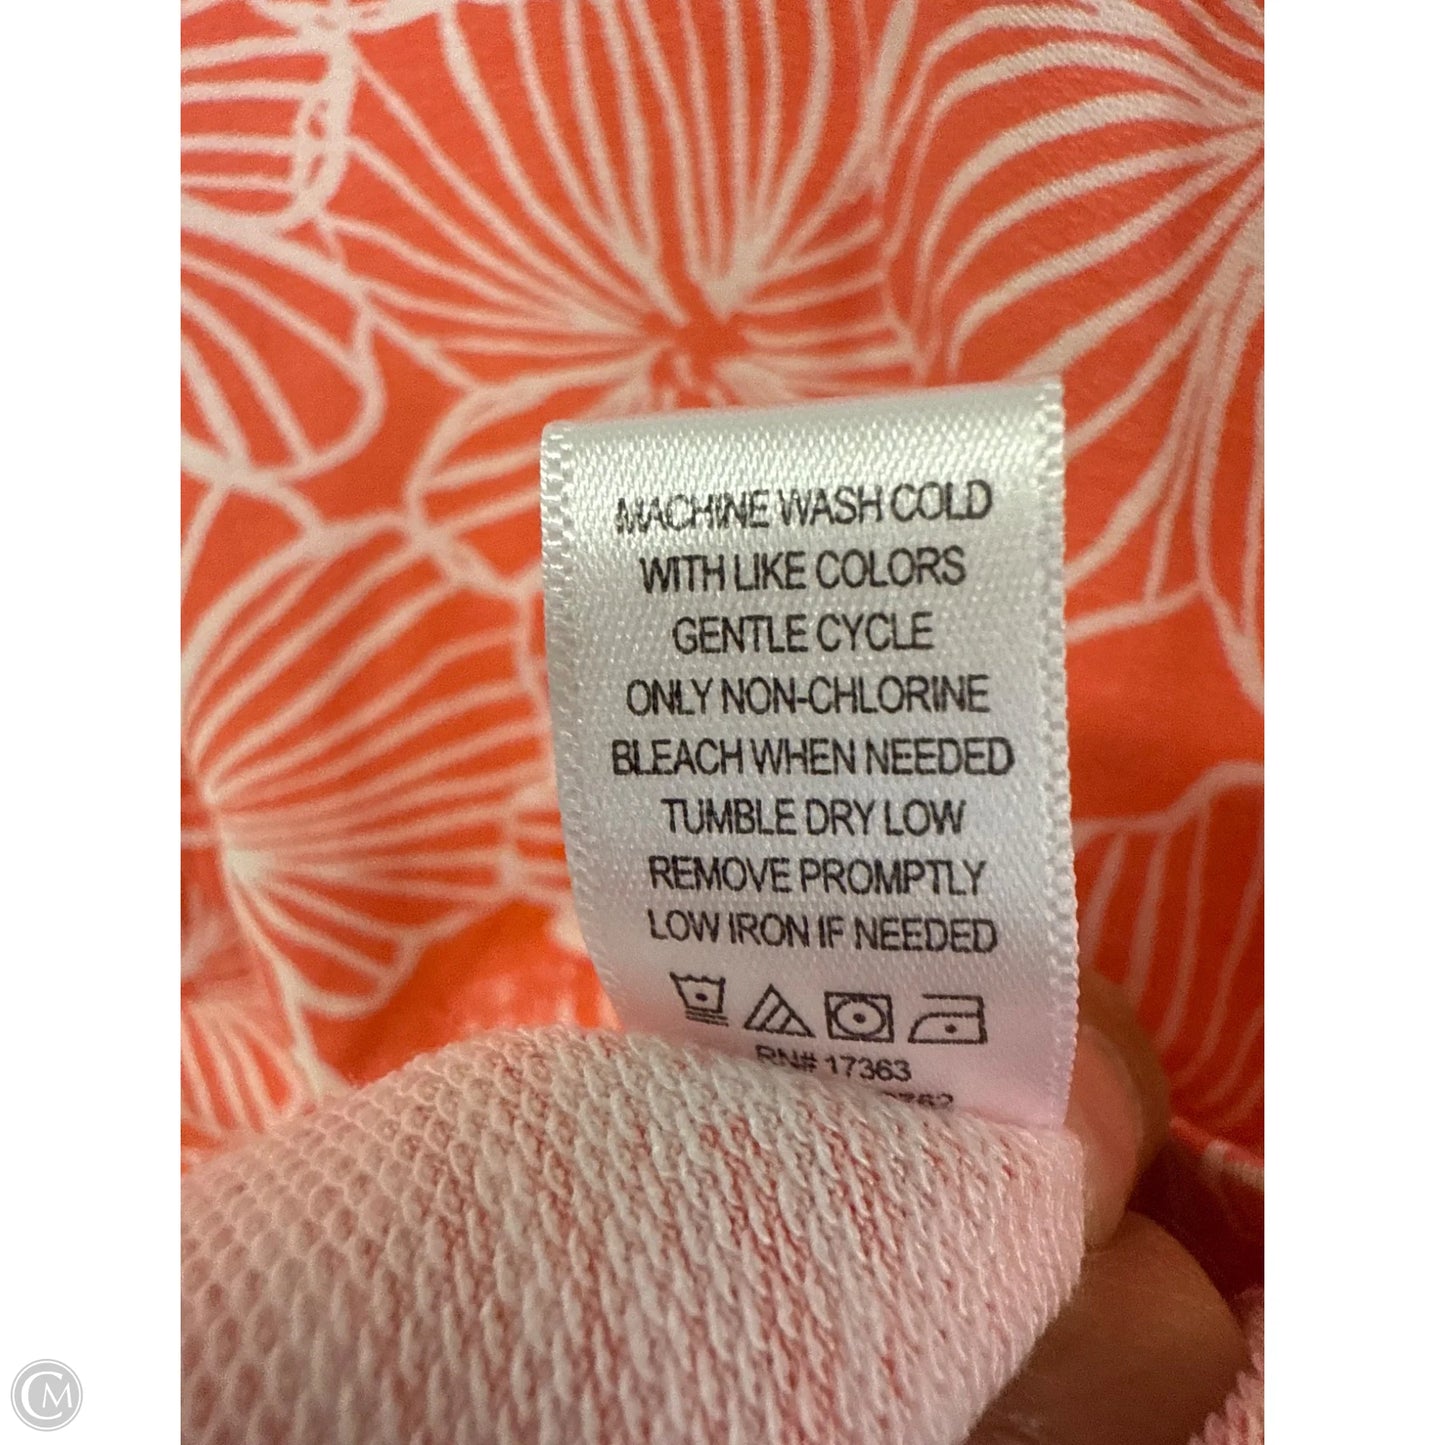 MACHINE WASH COLD
WITH LIKE COLORS
GENTLE CYCLE
ONLY NON-CHLORINE
BLEACH WHEN NEEDED
TUMBLE DRY LOW
REMOVE PROMPTLY
LOW IRON IF NEEDED
RN# 17363
CM